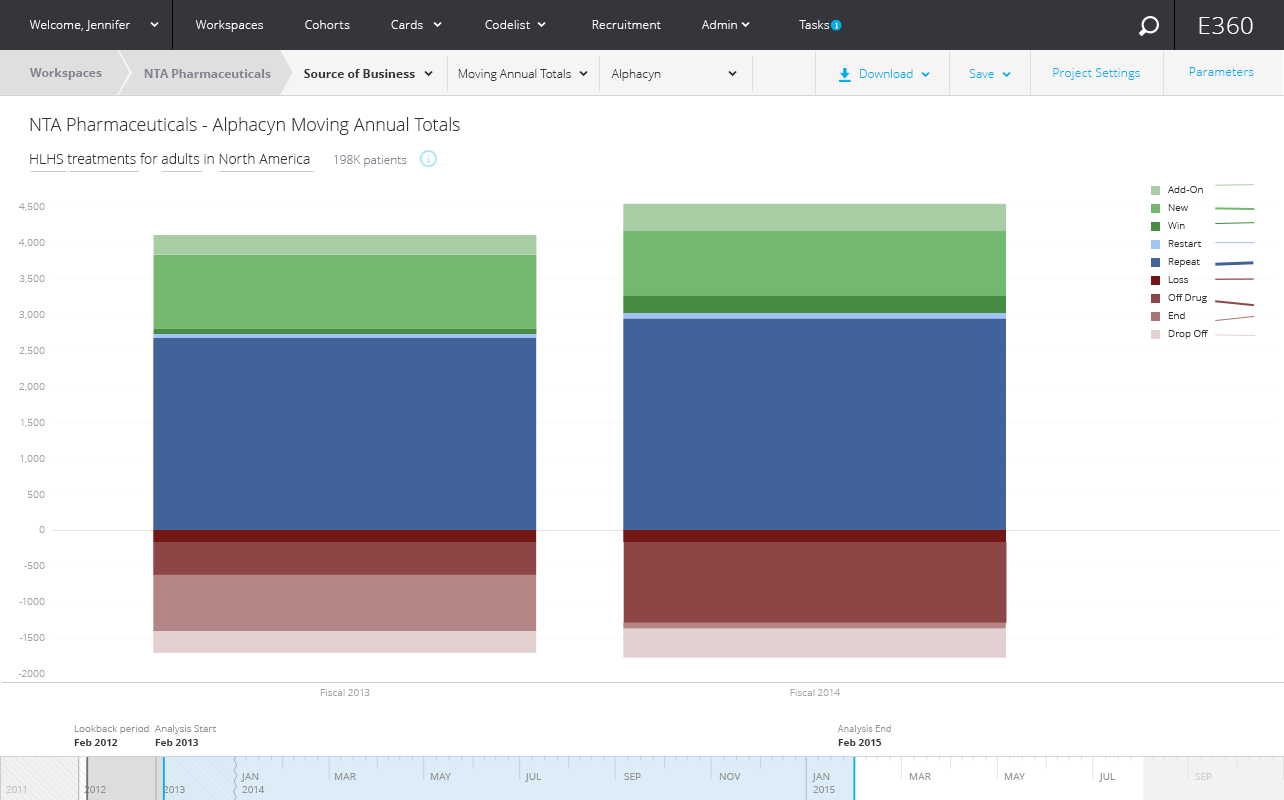 Welcome, Jennifer Workspaces Cohorts Cards Codelist Recruitment Admin Tasks i E360
Workspaces NTA Pharmaceuticals Source of Business Moving Annual Totals Alphacyn Download Save Project Settings Parameters
NTA Pharmaceuticals - Alphacyn Moving Annual Totals
HLHS treatments for adults in North America 198K patients i
Add-On
New
Win
Restart
Repeat
Loss
Off Drug
End
Drop Off
4,500
4,000
3,500
3,000
2,500
2,000
1,500
1,000
500
0
-500
-1000
-1500
-2000
Fiscal 2013 Fiscal 2014
Lookback period Analysis Start Analysis End
Feb 2012 Feb 2013 Feb 2015
JAN MAR MAY JUL SEP NOV JAN MAR MAY JUL SEP
2011 2012 2013 2014 2015